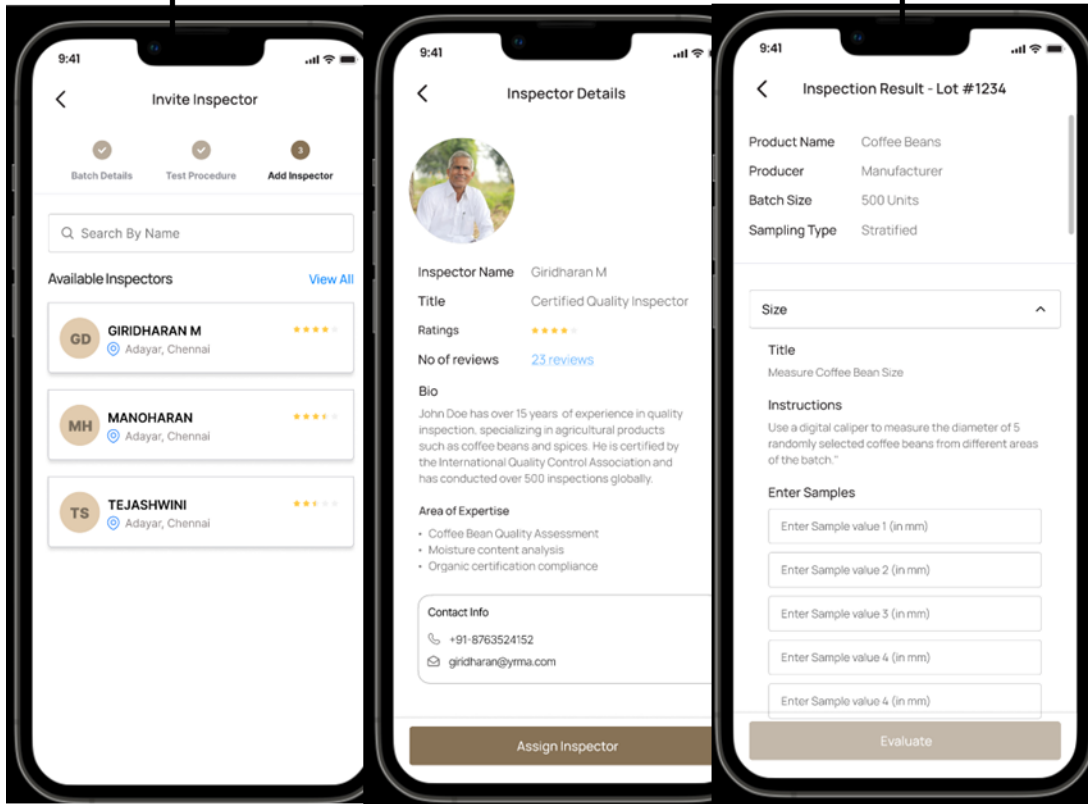 9:41
Invite Inspector
3
Batch Details
Test Procedure
Add Inspector
Search By Name
Available Inspectors
View All
GD
GIRIDHARAN M
Adayar, Chennai
MH
MANOHARAN
Adayar, Chennai
TS
TEJASHWINI
Adayar, Chennai
9:41
Inspector Details
Inspector Name Giridharan M
Title Certified Quality Inspector
Ratings
No of reviews 23 reviews
Bio
John Doe has over 15 years of experience in quality
inspection, specializing in agricultural products
such as coffee beans and spices. He is certified by
the International Quality Control Association and
has conducted over 500 inspections globally.
Area of Expertise
• Coffee Bean Quality Assessment
• Moisture content analysis
• Organic certification compliance
Contact Info
+91-8763524152
giridharan@yrma.com
Assign Inspector
9:41
Inspection Result - Lot #1234
Product Name Coffee Beans
Producer Manufacturer
Batch Size 500 Units
Sampling Type Stratified
Size
Title
Measure Coffee Bean Size
Instructions
Use a digital caliper to measure the diameter of 5
randomly selected coffee beans from different areas
of the batch."
Enter Samples
Enter Sample value 1 (in mm)
Enter Sample value 2 (in mm)
Enter Sample value 3 (in mm)
Enter Sample value 4 (in mm)
Enter Sample value 4 (in mm)
Evaluate